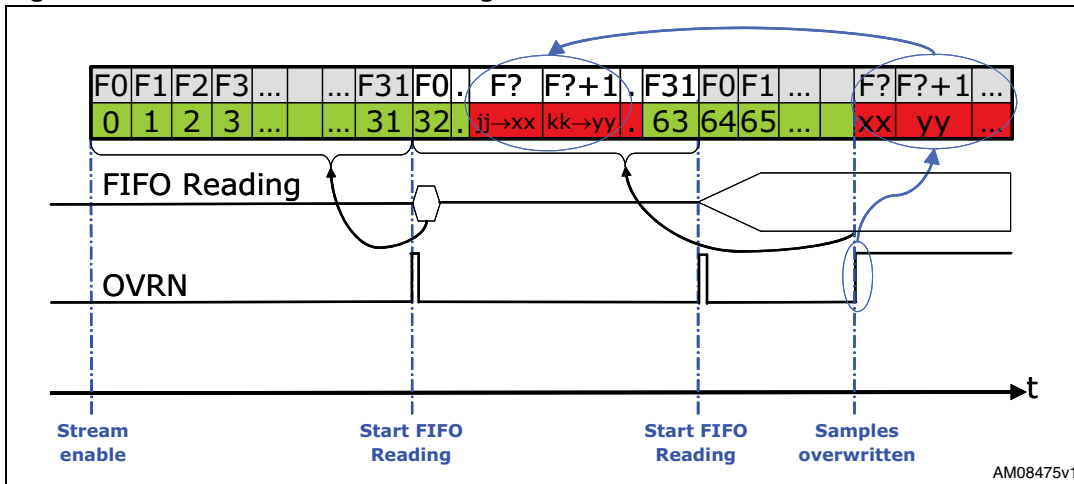 F0 F1 F2 F3 ... ... F31 F0 . F? F?+1 . F31 F0 F1 ... F? F?+1 ...
0 1 2 3 ... ... 31 32 . jj→xx kk→yy . 63 64 65 ... xx yy ...
FIFO Reading
OVRN
t
Stream enable
Start FIFO Reading
Start FIFO Reading
Samples overwritten
AM08475v1